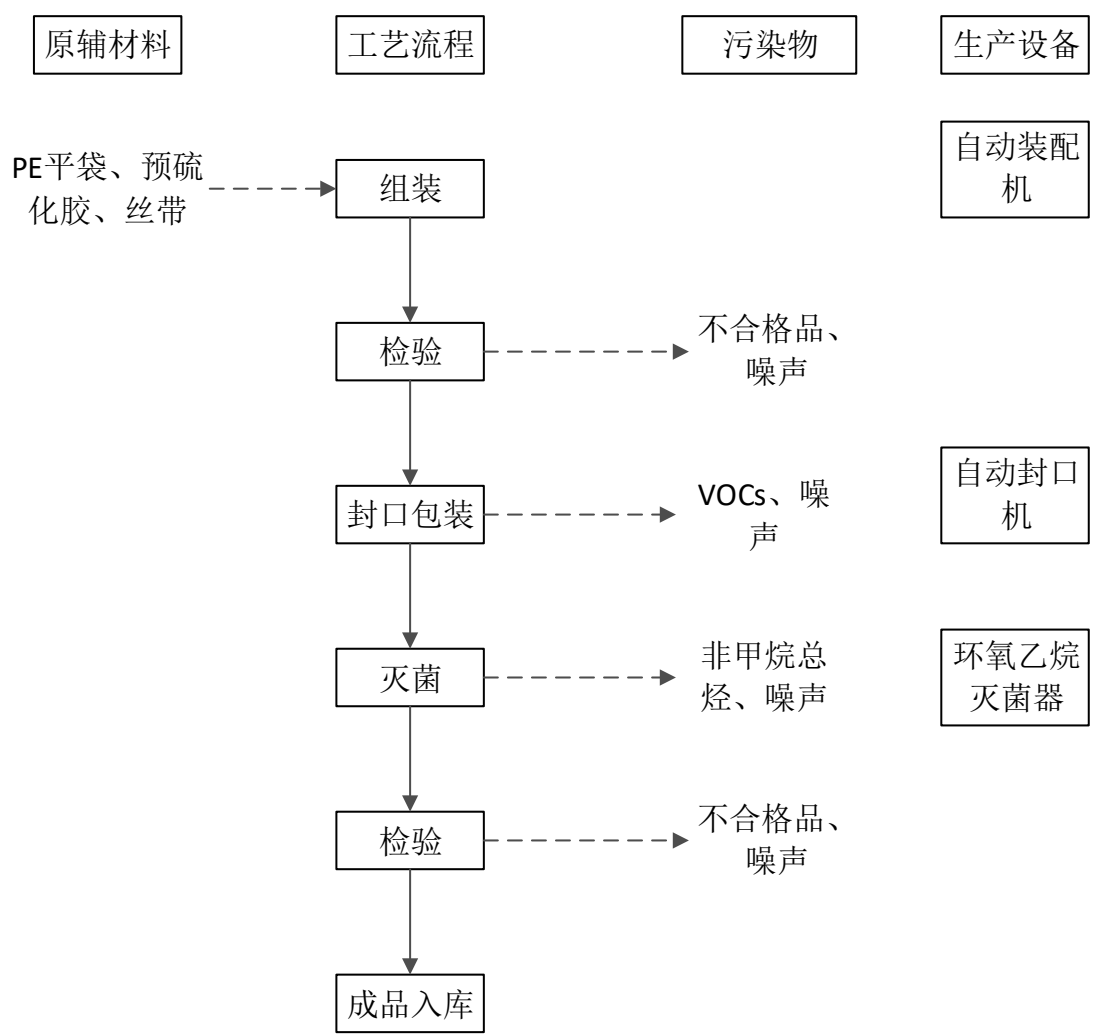 原辅材料
工艺流程
污染物
生产设备
PE平袋、预硫
化胶、丝带
组装
自动装配
机
检验
不合格品、
噪声
封口包装
VOCs、噪
声
自动封口
机
灭菌
非甲烷总
烃、噪声
环氧乙烷
灭菌器
检验
不合格品、
噪声
成品入库